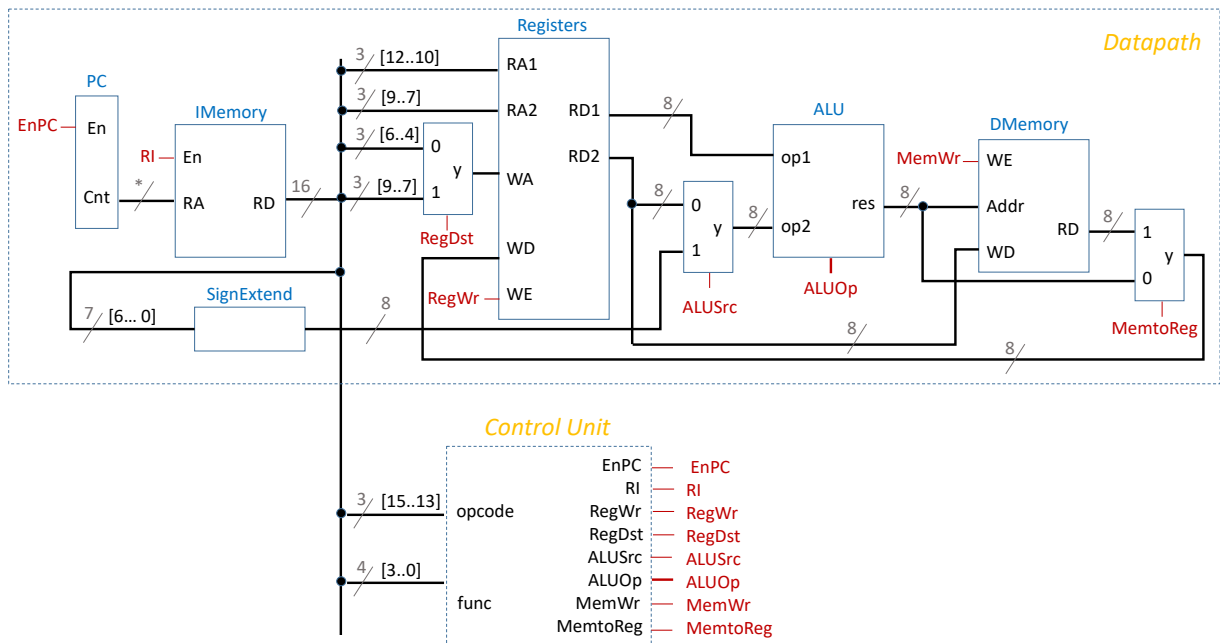 Registers
Datapath
3 [12..10] RA1
PC
3 [9..7] RA2
IMemory
ALU
EnPC En
RD1 8
DMemory
3 [6..4] 0
RI En
op1
MemWr WE
RD2
y WA
* 16 3 [9..7] 1
8 0
8 8
Cnt RA RD
res
Addr
y 8 op2
RD 8 1
RegDst
y
WD
1
WD
0
SignExtend
RegWr WE
ALUSrc
ALUOp
MemtoReg
7 [6... 0] 8
8 8
Control Unit
EnPC EnPC
RI RI
3 [15..13] opcode
RegWr RegWr
RegDst RegDst
ALUSrc ALUSrc
4 [3..0] func
ALUOp ALUOp
MemWr MemWr
MemtoReg MemtoReg